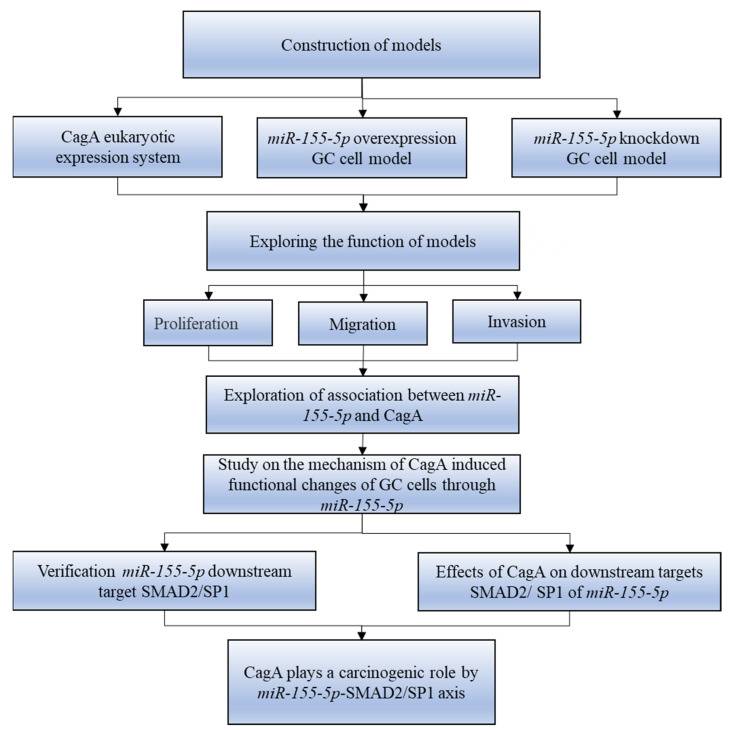 Construction of models
CagA eukaryotic
expression system
miR-155-5p overexpression
GC cell model
miR-155-5p knockdown
GC cell model
Exploring the function of models
Proliferation
Migration
Invasion
Exploration of association between miR-
155-5p and CagA
Study on the mechanism of CagA induced
functional changes of GC cells through
miR-155-5p
Verification miR-155-5p downstream
target SMAD2/SP1
Effects of CagA on downstream targets
SMAD2/ SP1 of miR-155-5p
CagA plays a carcinogenic role by
miR-155-5p-SMAD2/SP1 axis